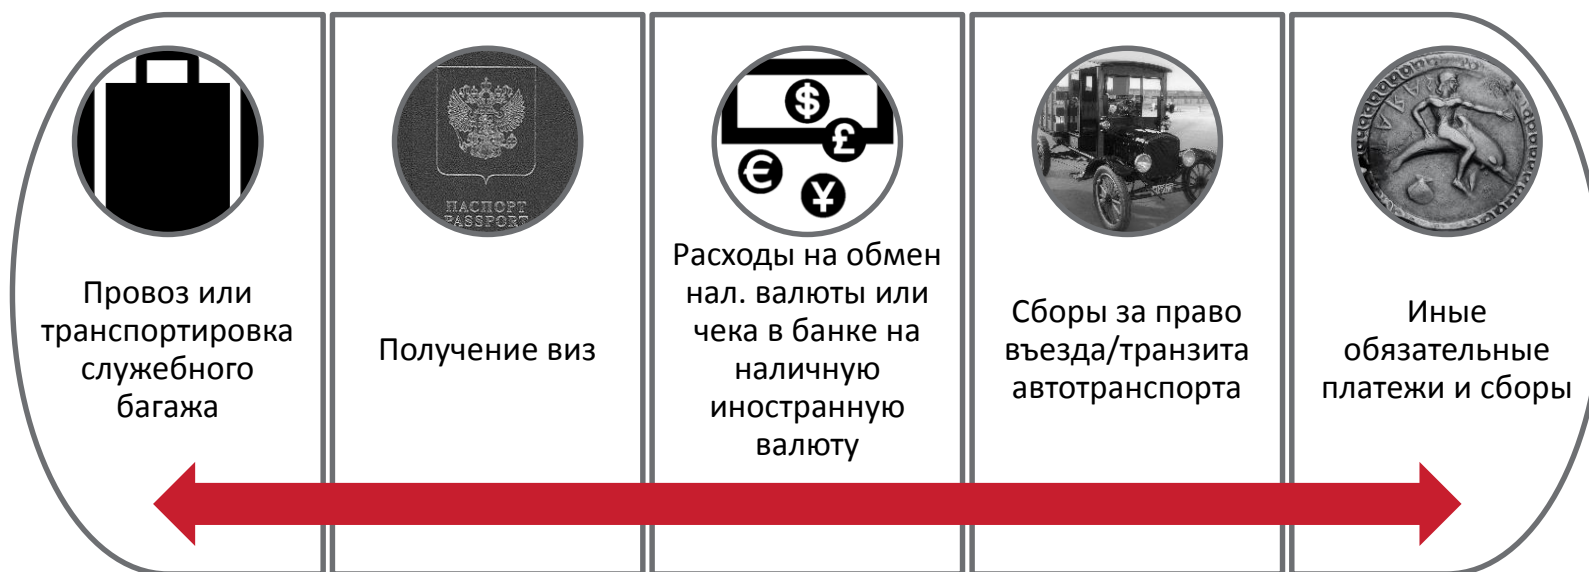 ПАСПОРТ
PASSPORT
$
£
€
¥
Провоз или
транспортировка
служебного
багажа
Получение виз
Расходы на обмен
нал. валюты или
чека в банке на
наличную
иностранную
валюту
Сборы за право
въезда/транзита
автотранспорта
Иные
обязательные
платежи и сборы